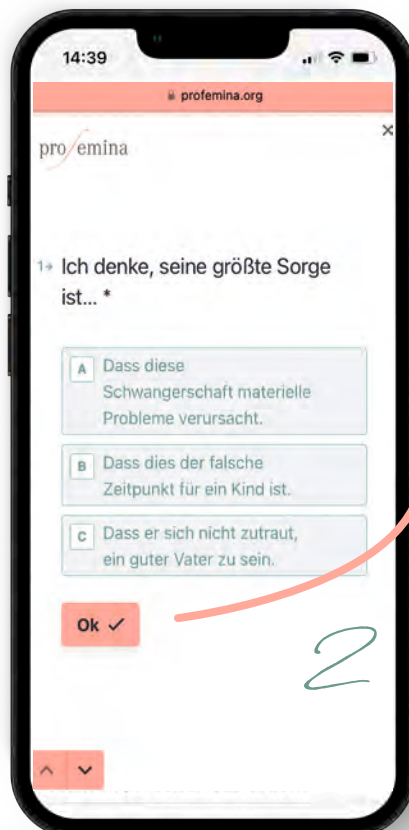 14:39
profemina.org
pro femina
1 Ich denke, seine größte Sorge
ist... *
A Dass diese
Schwangerschaft materielle
Probleme verursacht.
B Dass dies der falsche
Zeitpunkt für ein Kind ist.
C Dass er sich nicht zutraut,
ein guter Vater zu sein.
Ok
2